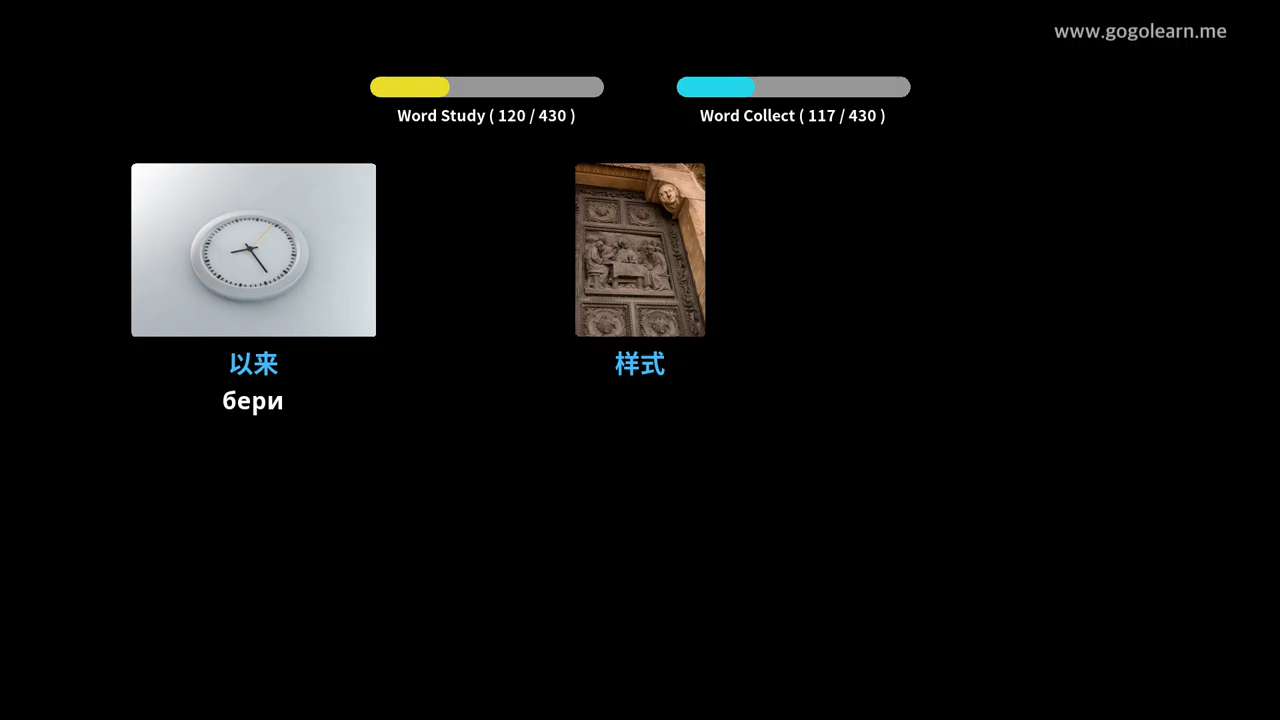 www.gogolearn.me
Word Study ( 120 / 430 )
Word Collect ( 117 / 430 )
以来
бери
样式